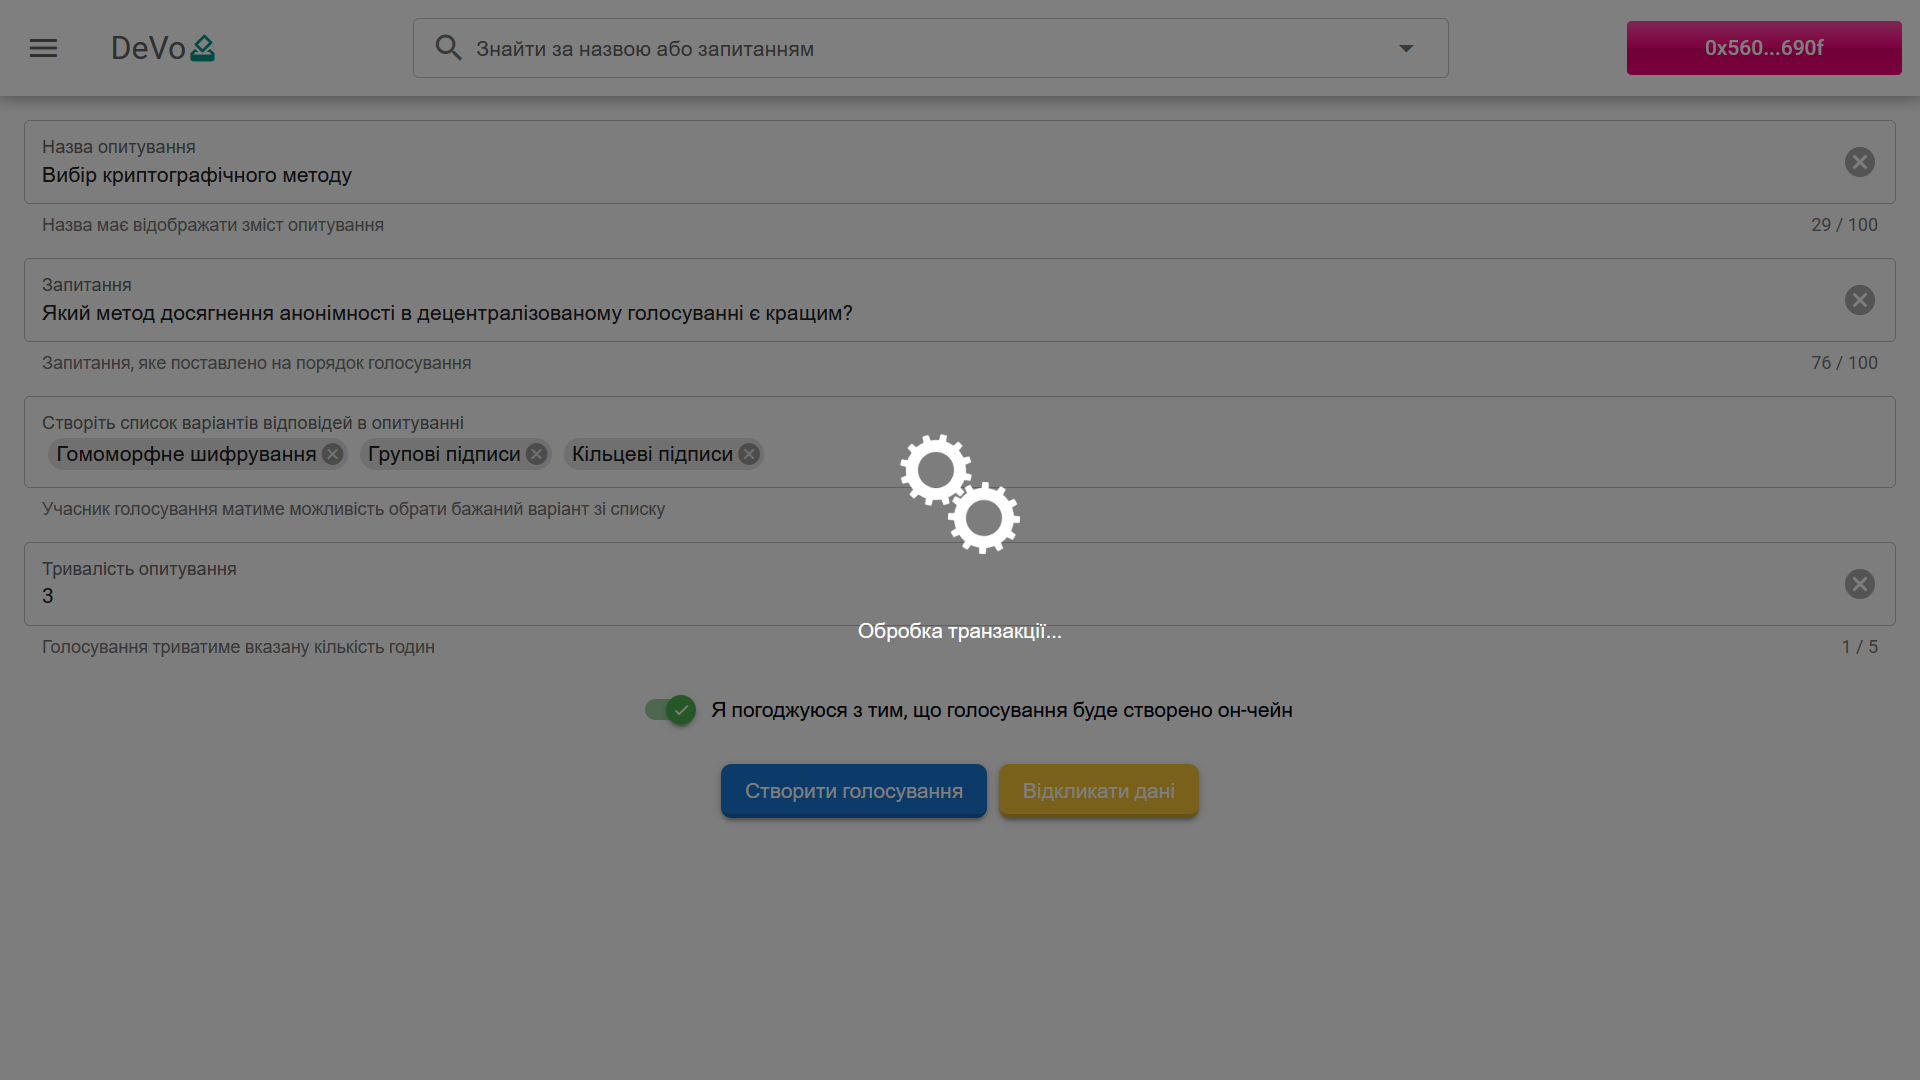 DeVo
Знайти за назвою або запитанням
0x560...690f
Назва опитування
Вибір криптографічного методу
Назва має відображати зміст опитування
29 / 100
Запитання
Який метод досягнення анонімності в децентралізованому голосуванні є кращим?
Запитання, яке поставлено на порядок голосування
76 / 100
Створіть список варіантів відповідей в опитуванні
Гомоморфне шифрування Групові підписи Кільцеві підписи
Учасник голосування матиме можливість обрати бажаний варіант зі списку
Тривалість опитування
3
Обробка транзакції...
Голосування триватиме вказану кількість годин
1 / 5
Я погоджуюся з тим, що голосування буде створено он-чейн
Створити голосування
Відкликати дані